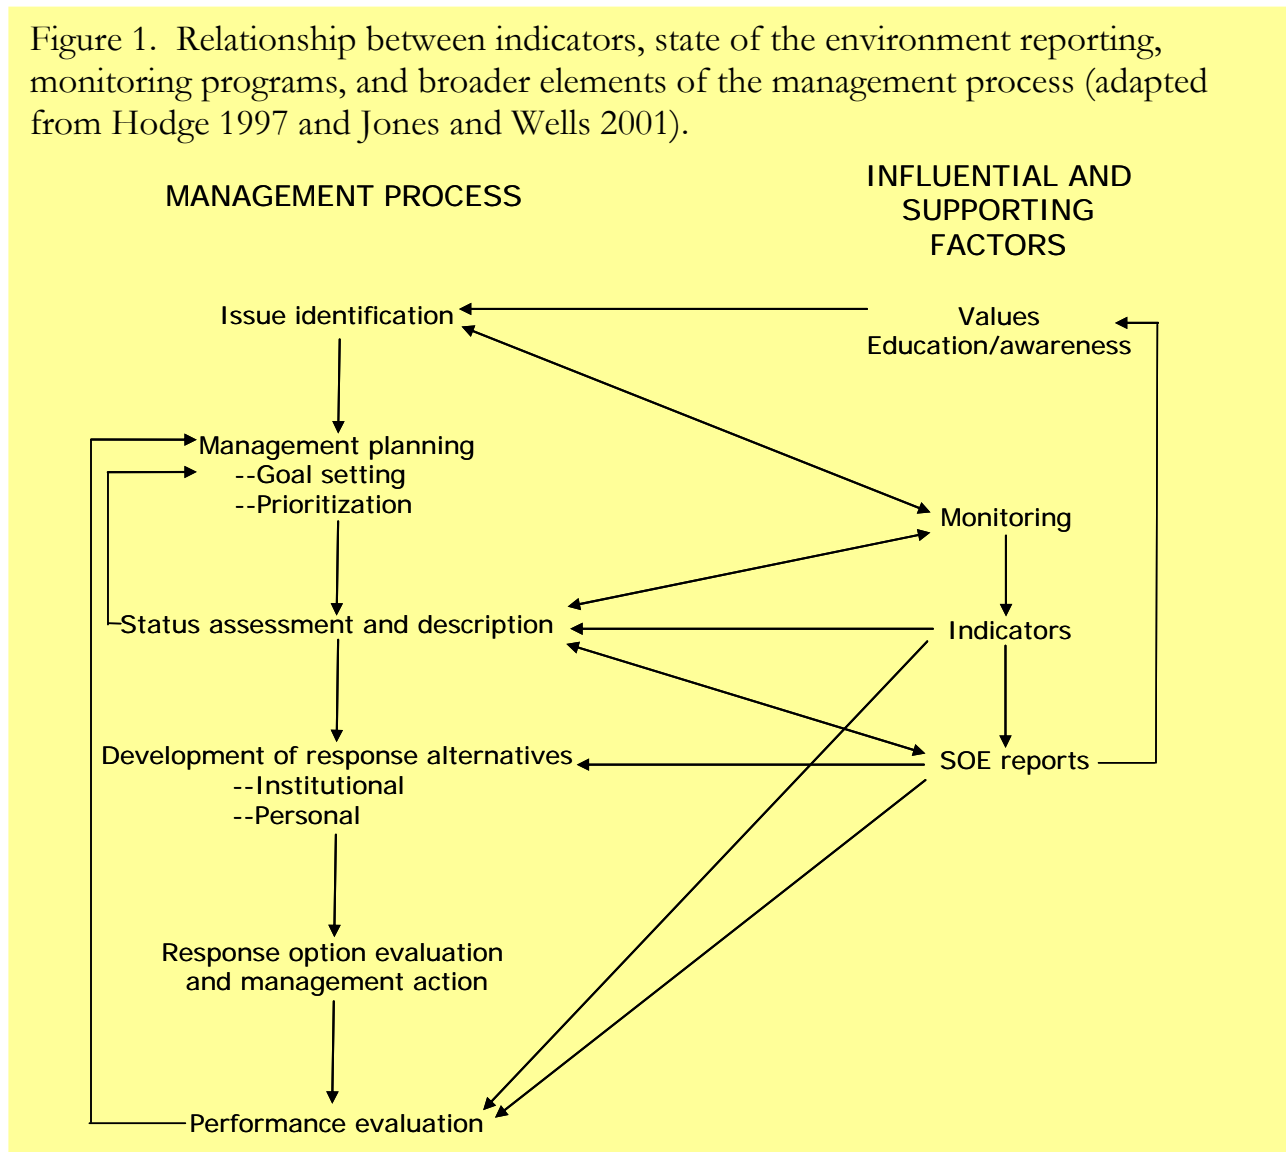 Figure 1.  Relationship between indicators, state of the environment reporting,
monitoring programs, and broader elements of the management process (adapted
from Hodge 1997 and Jones and Wells 2001).
MANAGEMENT PROCESS
INFLUENTIAL AND
SUPPORTING
FACTORS
Issue identification
Values
Education/awareness
Management planning
--Goal setting
--Prioritization
Monitoring
Status assessment and description
Indicators
Development of response alternatives
--Institutional
--Personal
SOE reports
Response option evaluation
and management action
Performance evaluation